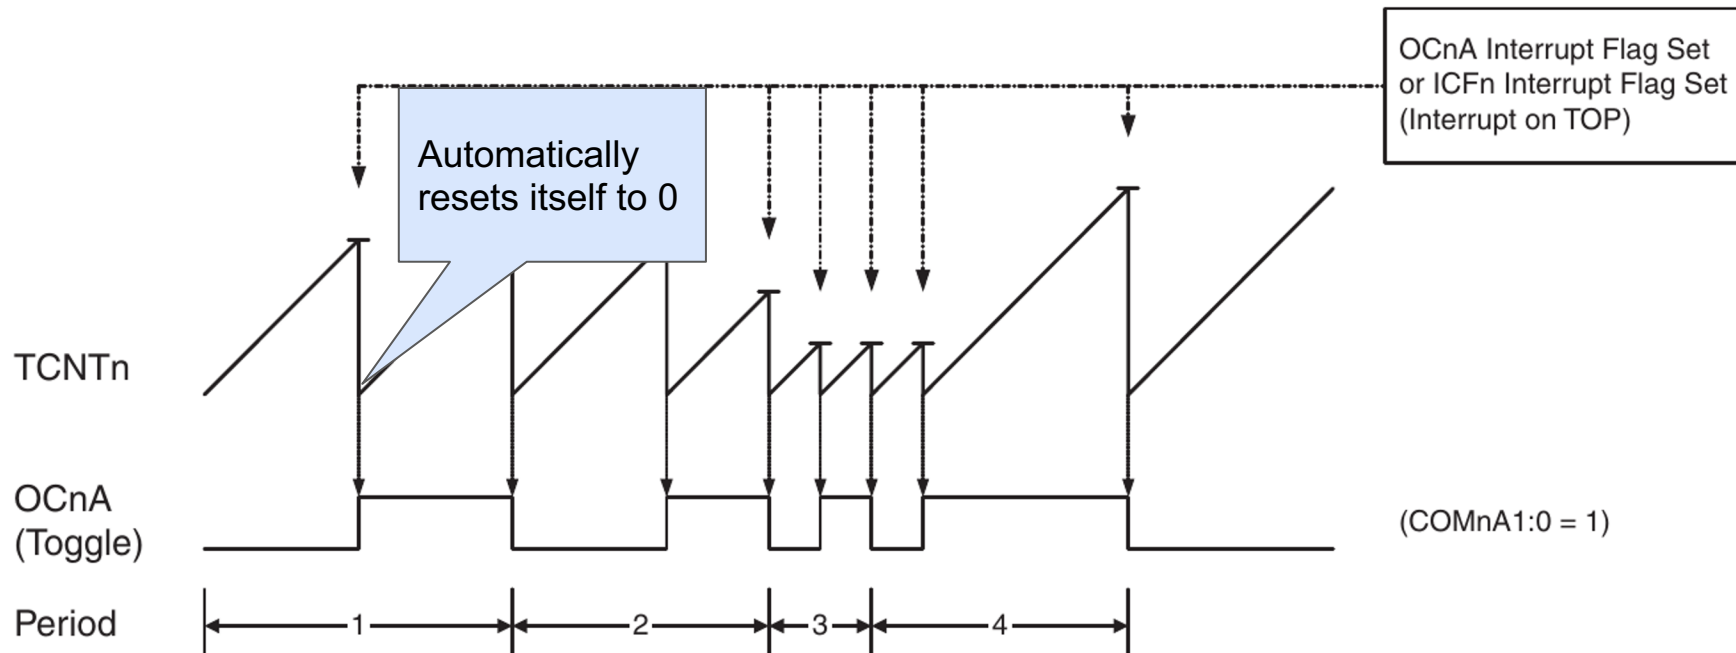 OCnA Interrupt Flag Set
or ICFn Interrupt Flag Set
(Interrupt on TOP)
Automatically
resets itself to 0
TCNTn
OCnA
(Toggle)
(COMnA1:0 = 1)
Period
1
2
3
4